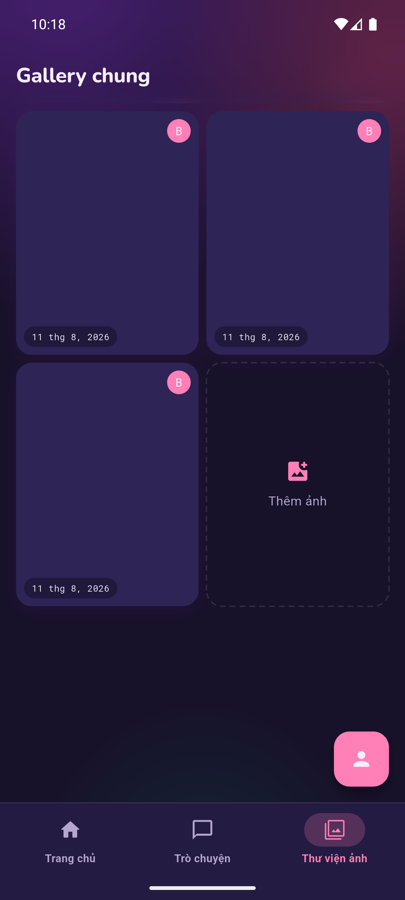 10:18
Gallery chung
B
B
11 thg 8, 2026
11 thg 8, 2026
B
Thêm ảnh
11 thg 8, 2026
Trang chủ
Trò chuyện
Thư viện ảnh